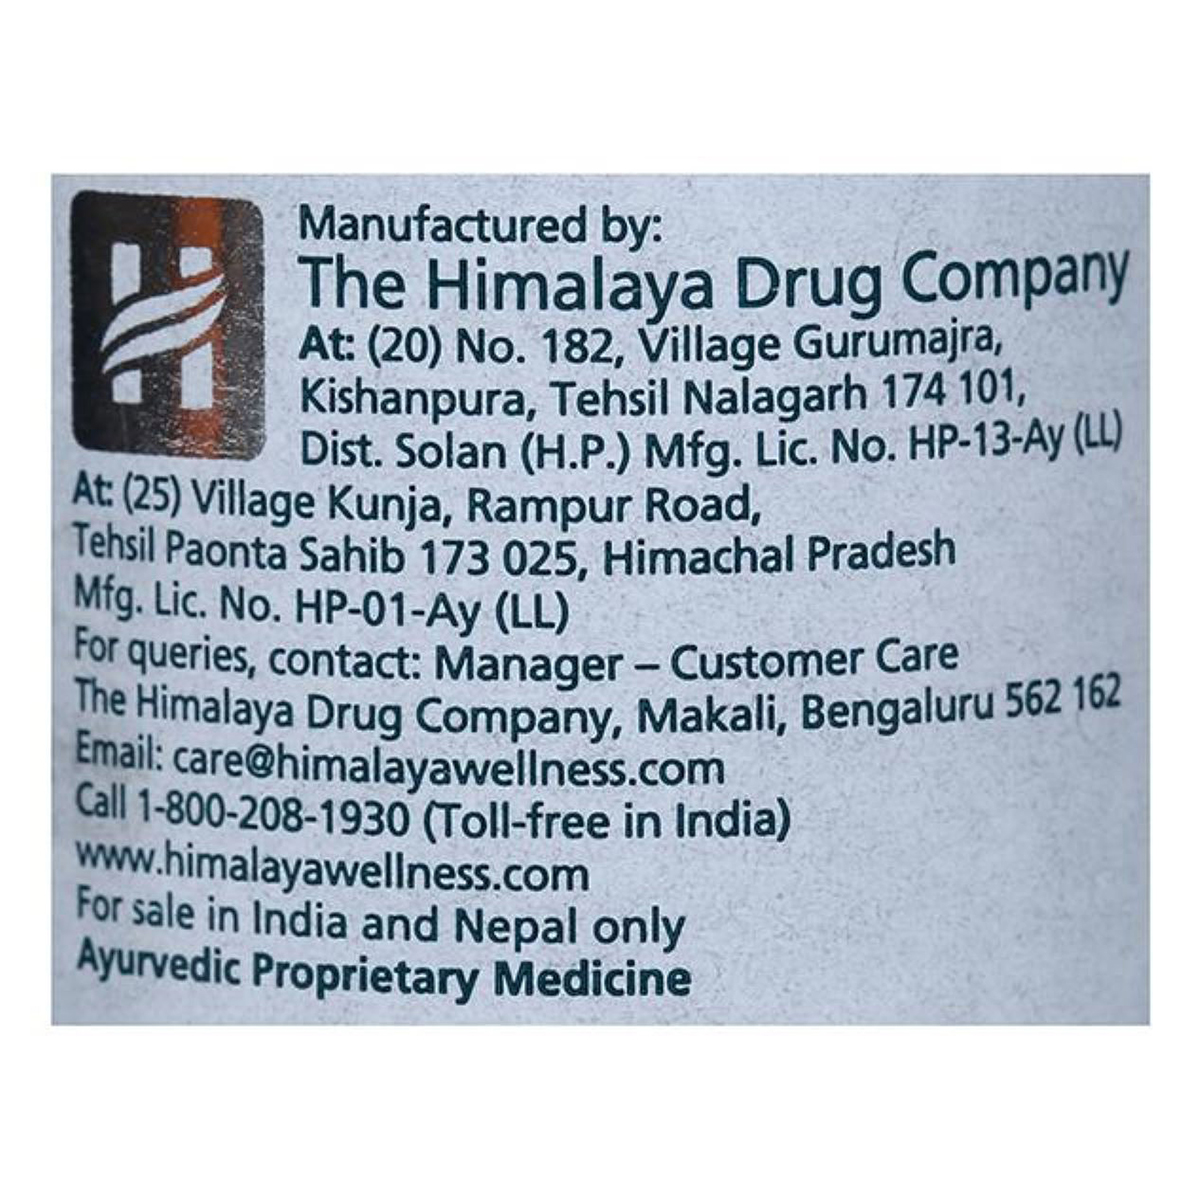 Manufactured by:
The Himalaya Drug Company
At: (20) No. 182, Village Gurumajra,
Kishanpura, Tehsil Nalagarh 174 101,
Dist. Solan (H.P.) Mfg. Lic. No. HP-13-Ay (LL)
At: (25) Village Kunja, Rampur Road,
Tehsil Paonta Sahib 173 025, Himachal Pradesh
Mfg. Lic. No. HP-01-Ay (LL)
For queries, contact: Manager – Customer Care
The Himalaya Drug Company, Makali, Bengaluru 562 162
Email: care@himalayawellness.com
Call 1-800-208-1930 (Toll-free in India)
www.himalayawellness.com
For sale in India and Nepal only
Ayurvedic Proprietary Medicine